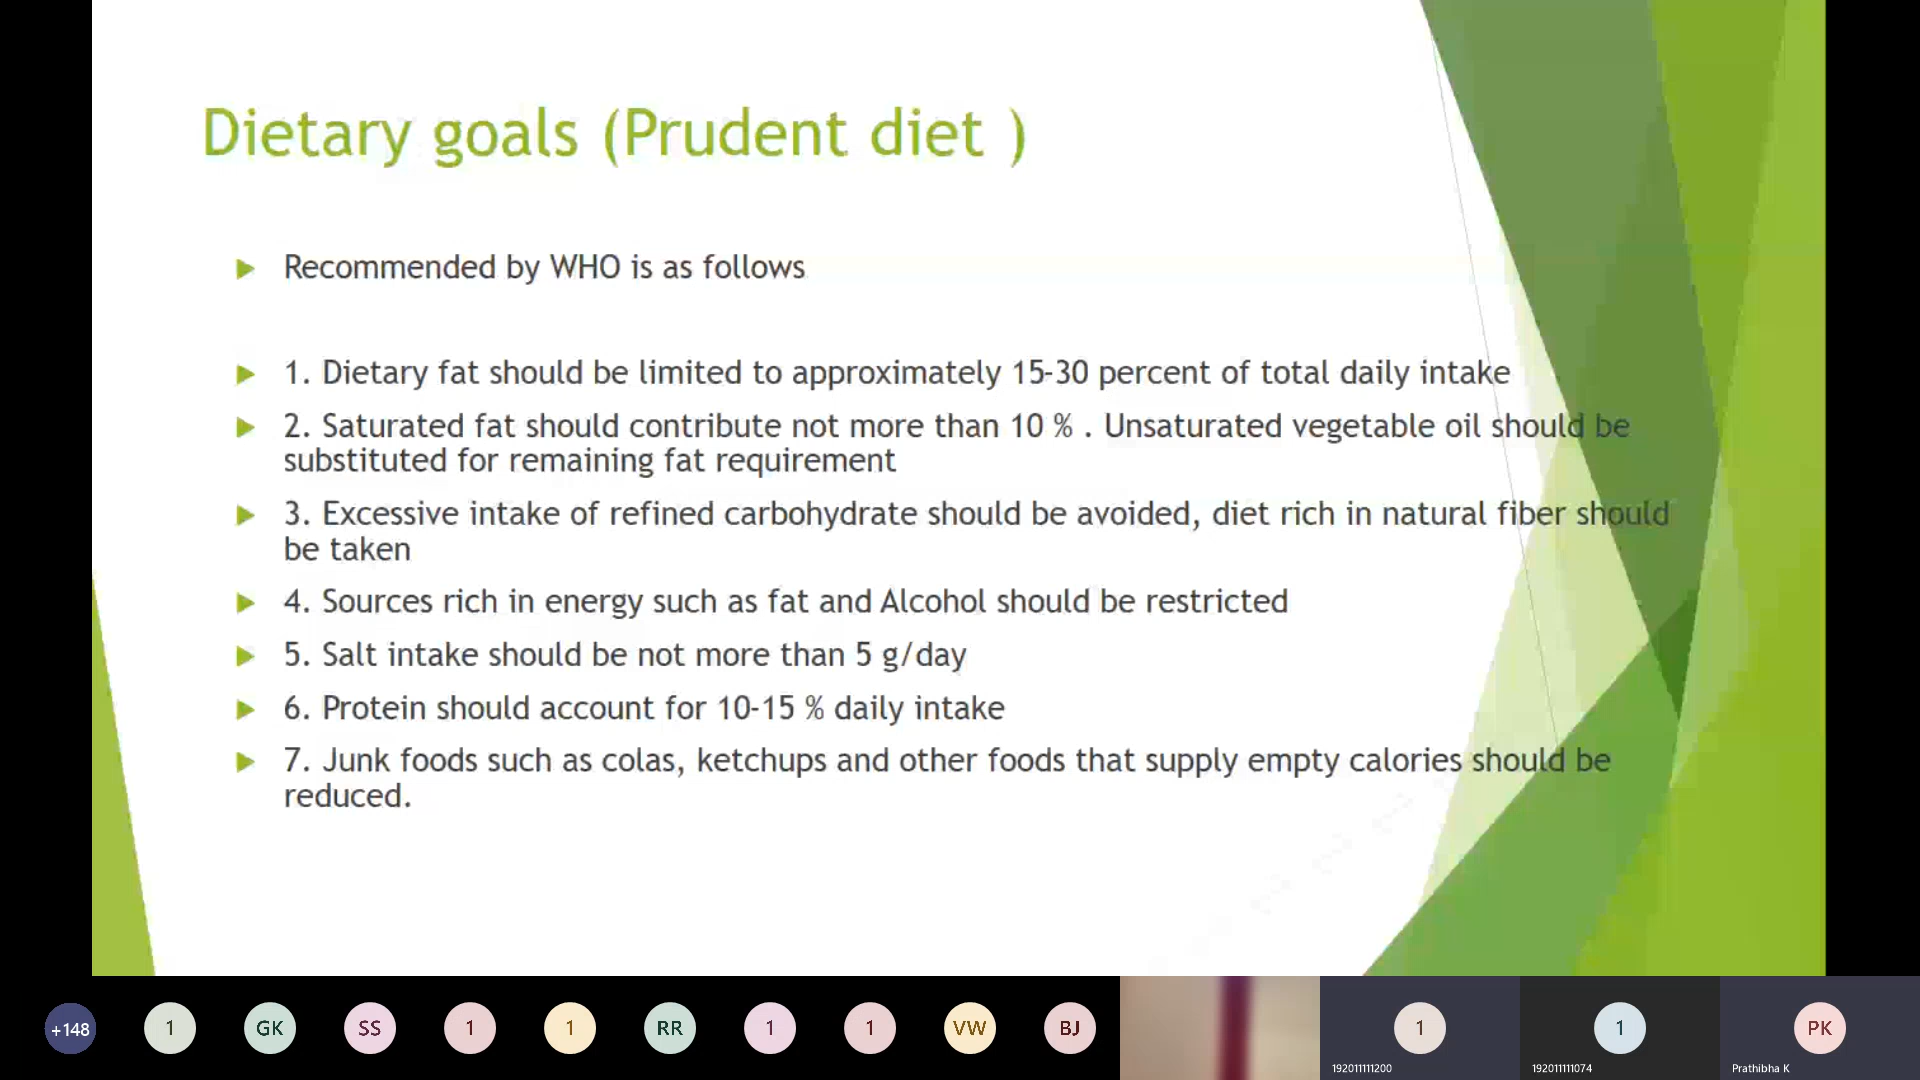 Dietary goals (Prudent diet )
Recommended by WHO is as follows
1. Dietary fat should be limited to approximately 15-30 percent of total daily intake
2. Saturated fat should contribute not more than 10 % . Unsaturated vegetable oil should be
substituted for remaining fat requirement
3. Excessive intake of refined carbohydrate should be avoided, diet rich in natural fiber should
be taken
4. Sources rich in energy such as fat and Alcohol should be restricted
5. Salt intake should be not more than 5 g/day
6. Protein should account for 10-15 % daily intake
7. Junk foods such as colas, ketchups and other foods that supply empty calories should be
reduced.
+148 1 GK SS 1 1 RR 1 1 VW BJ 1 1 PK
192011111200 192011111074 Prathibha K